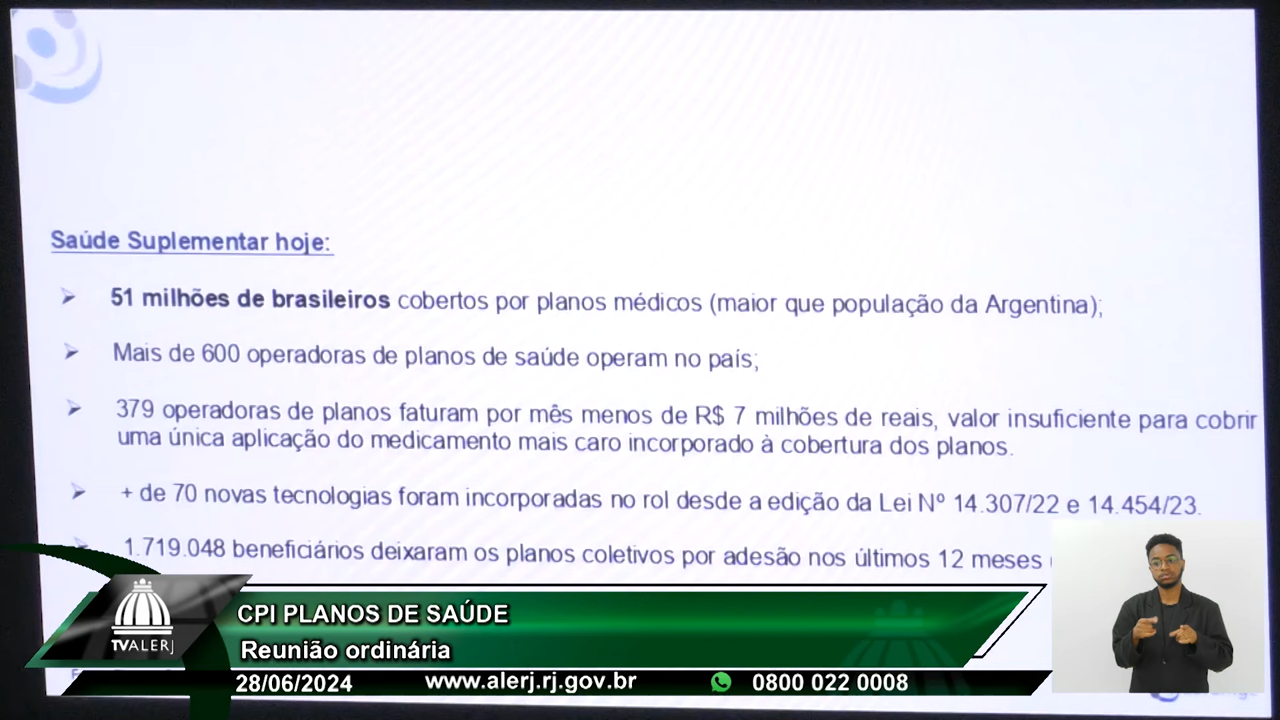 Saúde Suplementar hoje:
51 milhões de brasileiros cobertos por planos médicos (maior que população da Argentina);
Mais de 600 operadoras de planos de saúde operam no país;
379 operadoras de planos faturam por mês menos de R$ 7 milhões de reais, valor insuficiente para cobrir
uma única aplicação do medicamento mais caro incorporado à cobertura dos planos.
+ de 70 novas tecnologias foram incorporadas no rol desde a edição da Lei Nº 14.307/22 e 14.454/23.
1.719.048 beneficiários deixaram os planos coletivos por adesão nos últimos 12 meses
CPI PLANOS DE SAÚDE
TVALERJ
Reunião ordinária
28/06/2024 www.alerj.rj.gov.br 0800 022 0008